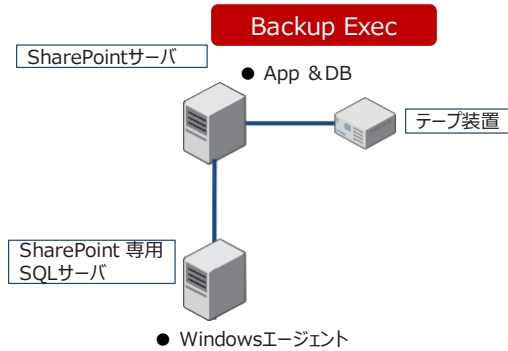 Backup Exec
SharePointサーバ
● App &DB
テープ装置
SharePoint 専用
SQLサーバ
● Windowsエージェント